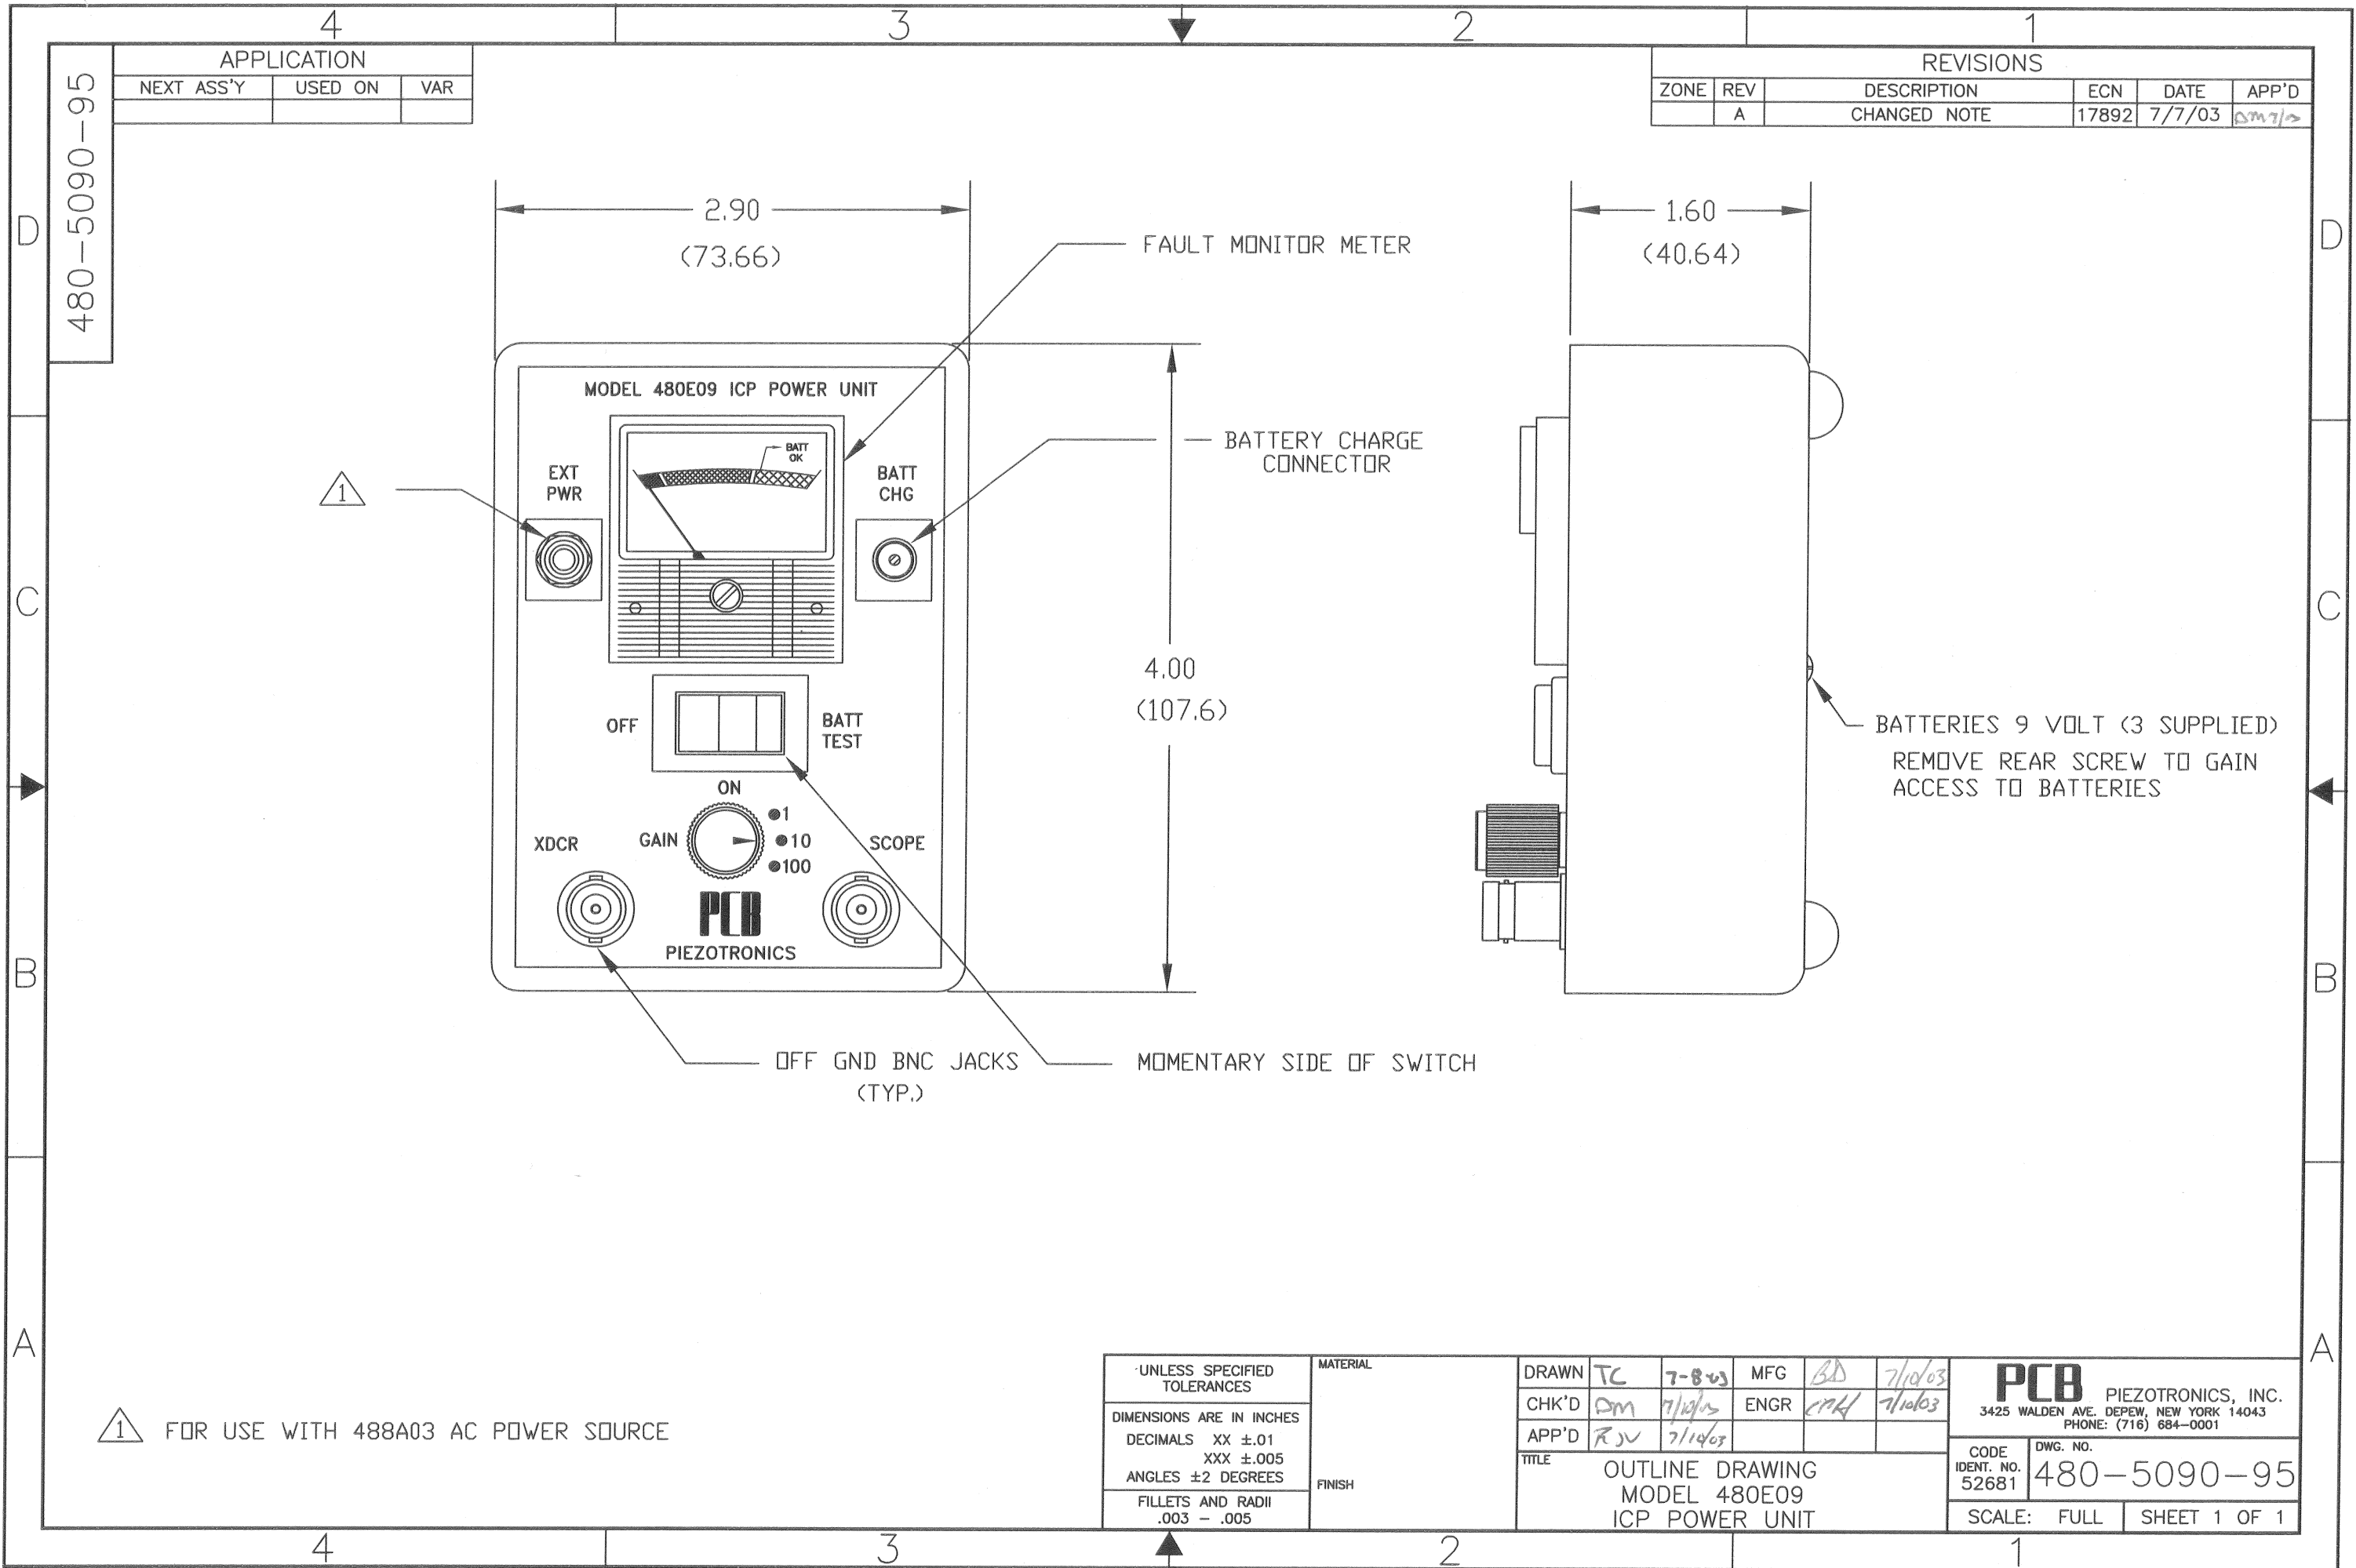 4 3 2 1
480-5090-95
APPLICATION
NEXT ASS'Y USED ON VAR
REVISIONS
ZONE REV DESCRIPTION ECN DATE APP'D
A CHANGED NOTE 17892 7/7/03
D D
C C
B B
A A
2.90
(73.66)
FAULT MONITOR METER
1.60
(40.64)
MODEL 480E09 ICP POWER UNIT
BATT
OK
EXT
PWR
BATT
CHG
1
BATTERY CHARGE
CONNECTOR
4.00
(107.6)
OFF
BATT
TEST
ON
GAIN
1
10
100
XDCR
SCOPE
PCB
PIEZOTRONICS
BATTERIES 9 VOLT (3 SUPPLIED)
REMOVE REAR SCREW TO GAIN
ACCESS TO BATTERIES
OFF GND BNC JACKS
(TYP.)
MOMENTARY SIDE OF SWITCH
1 FOR USE WITH 488A03 AC POWER SOURCE
UNLESS SPECIFIED
TOLERANCES
DIMENSIONS ARE IN INCHES
DECIMALS XX ±.01
XXX ±.005
ANGLES ±2 DEGREES
FILLETS AND RADII
.003 - .005
MATERIAL
FINISH
DRAWN TC 7-8-03 MFG BD 7/10/03
CHK'D DM 7/10/03 ENGR 7/10/03
APP'D RJV 7/10/03
TITLE
OUTLINE DRAWING
MODEL 480E09
ICP POWER UNIT
PCB PIEZOTRONICS, INC.
3425 WALDEN AVE. DEPEW, NEW YORK 14043
PHONE: (716) 684-0001
CODE
IDENT. NO.
52681
DWG. NO.
480-5090-95
SCALE: FULL SHEET 1 OF 1
4 3 2 1